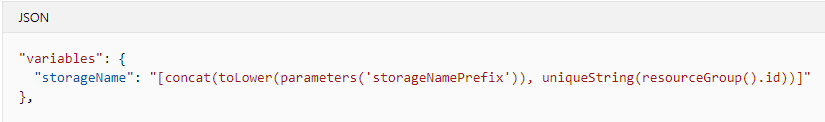 JSON
"variables": {
  "storageName": "[concat(toLower(parameters('storageNamePrefix')), uniqueString(resourceGroup().id))]"
},